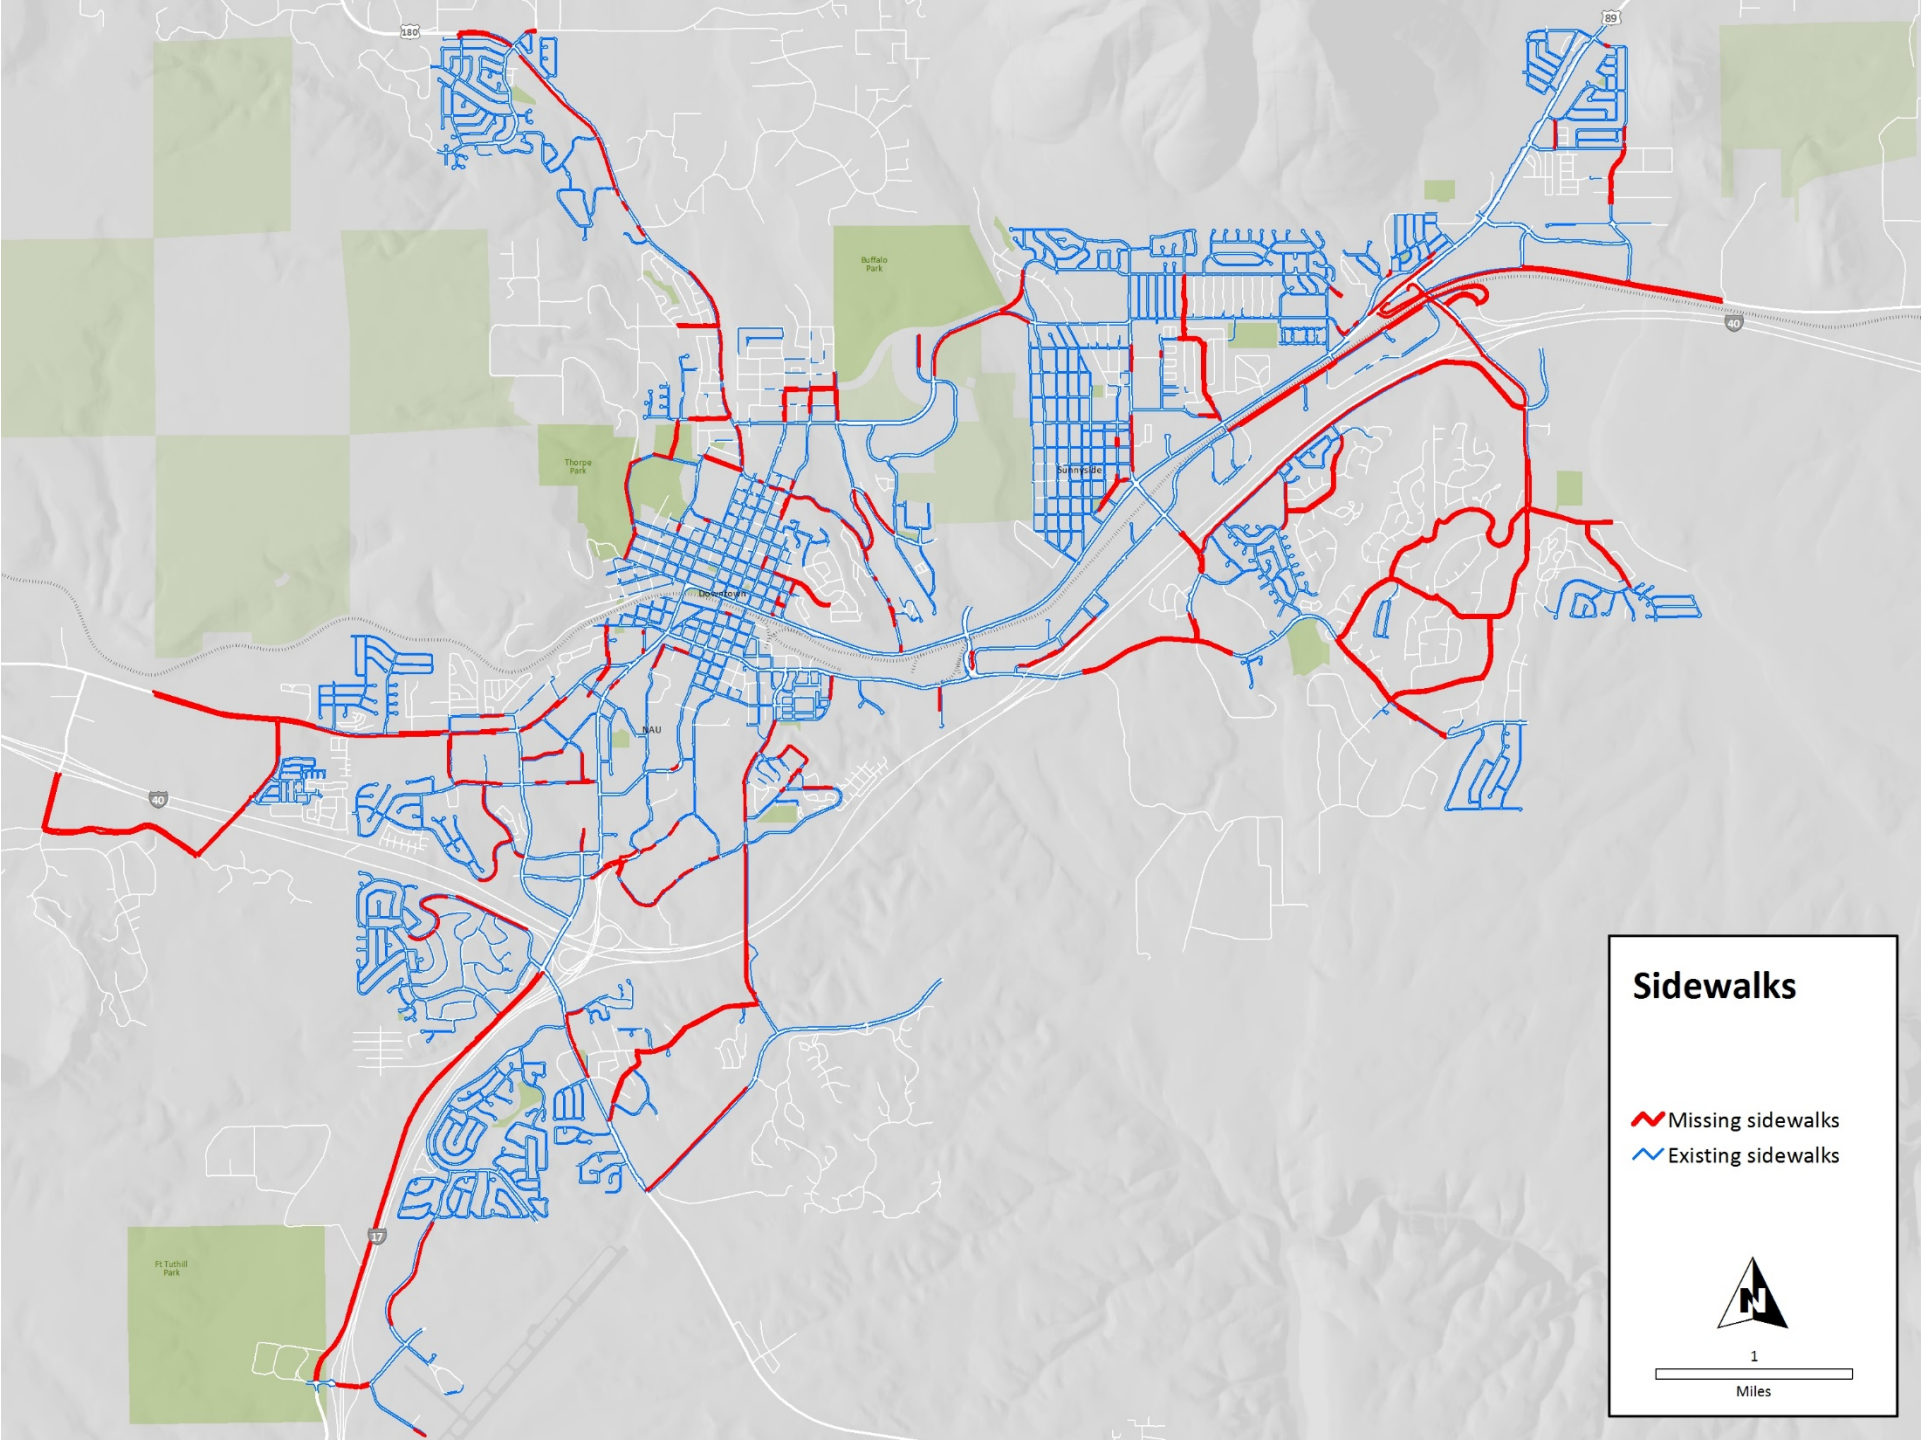 180
89
Buffalo
Park
40
Thorpe
Park
Sunnyside
Downtown
NAU
40
17
Ft Tuthill
Park
Sidewalks
Missing sidewalks
Existing sidewalks
N
1
Miles